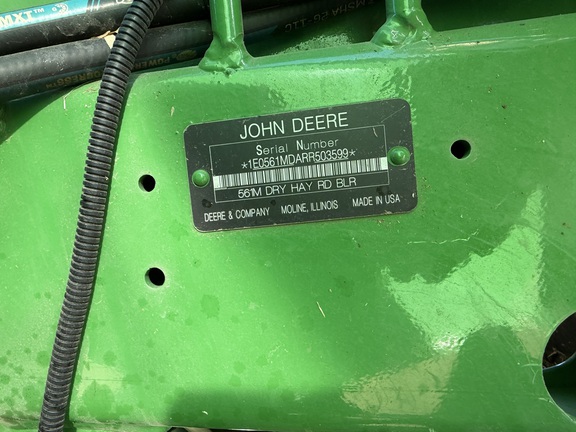 JOHN DEERE
Serial Number
*1E0561MDARR503599*
561M DRY HAY RD BLR
DEERE & COMPANY MOLINE, ILLINOIS MADE IN USA